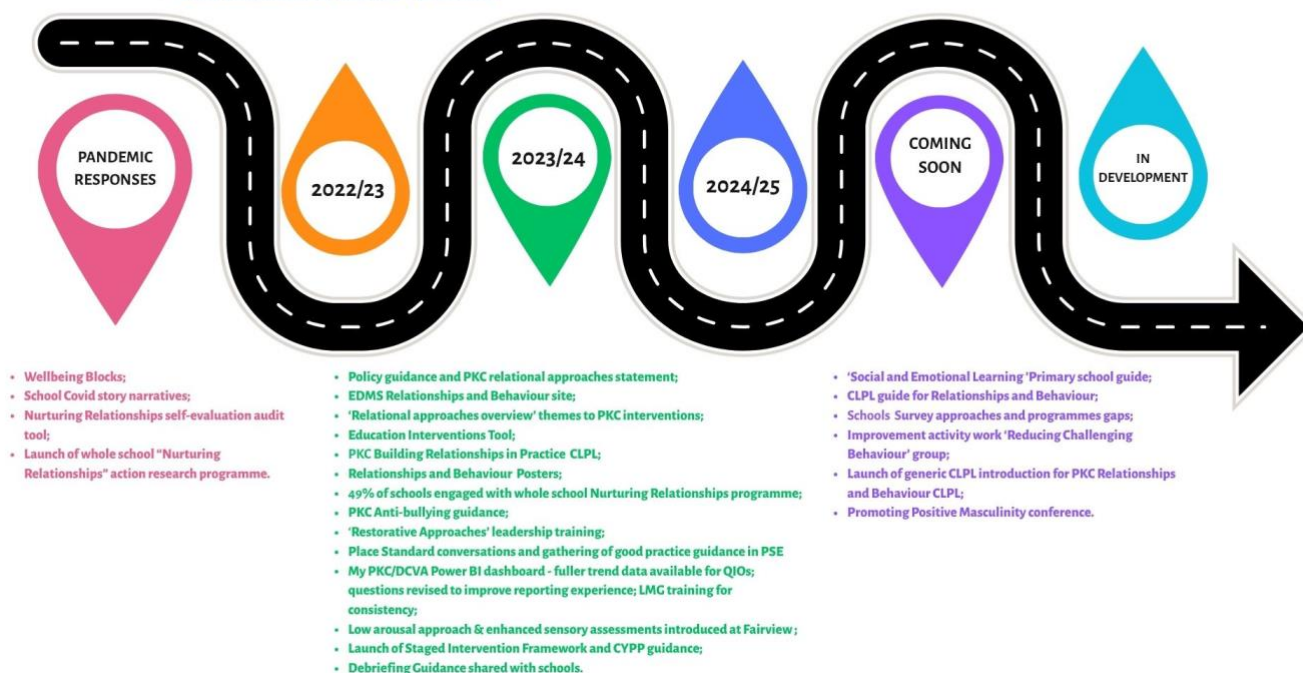 PANDEMIC
RESPONSES
2022/23
2023/24
2024/25
COMING
SOON
IN
DEVELOPMENT
• Wellbeing Blocks;
• School Covid story narratives;
• Nurturing Relationships self-evaluation audit
tool;
• Launch of whole school "Nurturing
Relationships" action research programme.
• Policy guidance and PKC relational approaches statement;
• EDMS Relationships and Behaviour site;
• 'Relational approaches overview' themes to PKC interventions;
• Education Interventions Tool;
• PKC Building Relationships in Practice CLPL;
• Relationships and Behaviour Posters;
• 49% of schools engaged with whole school Nurturing Relationships programme;
• PKC Anti-bullying guidance;
• 'Restorative Approaches' leadership training;
• Place Standard conversations and gathering of good practice guidance in PSE
• My PKC/DCVA Power BI dashboard - fuller trend data available for QIOs;
questions revised to improve reporting experience; LMG training for
consistency;
• Low arousal approach & enhanced sensory assessments introduced at Fairview ;
• Launch of Staged Intervention Framework and CYPP guidance;
• Debriefing Guidance shared with schools.
• 'Social and Emotional Learning 'Primary school guide;
• CLPL guide for Relationships and Behaviour;
• Schools Survey approaches and programmes gaps;
• Improvement activity work 'Reducing Challenging
Behaviour' group;
• Launch of generic CLPL introduction for PKC Relationships
and Behaviour CLPL;
• Promoting Positive Masculinity conference.